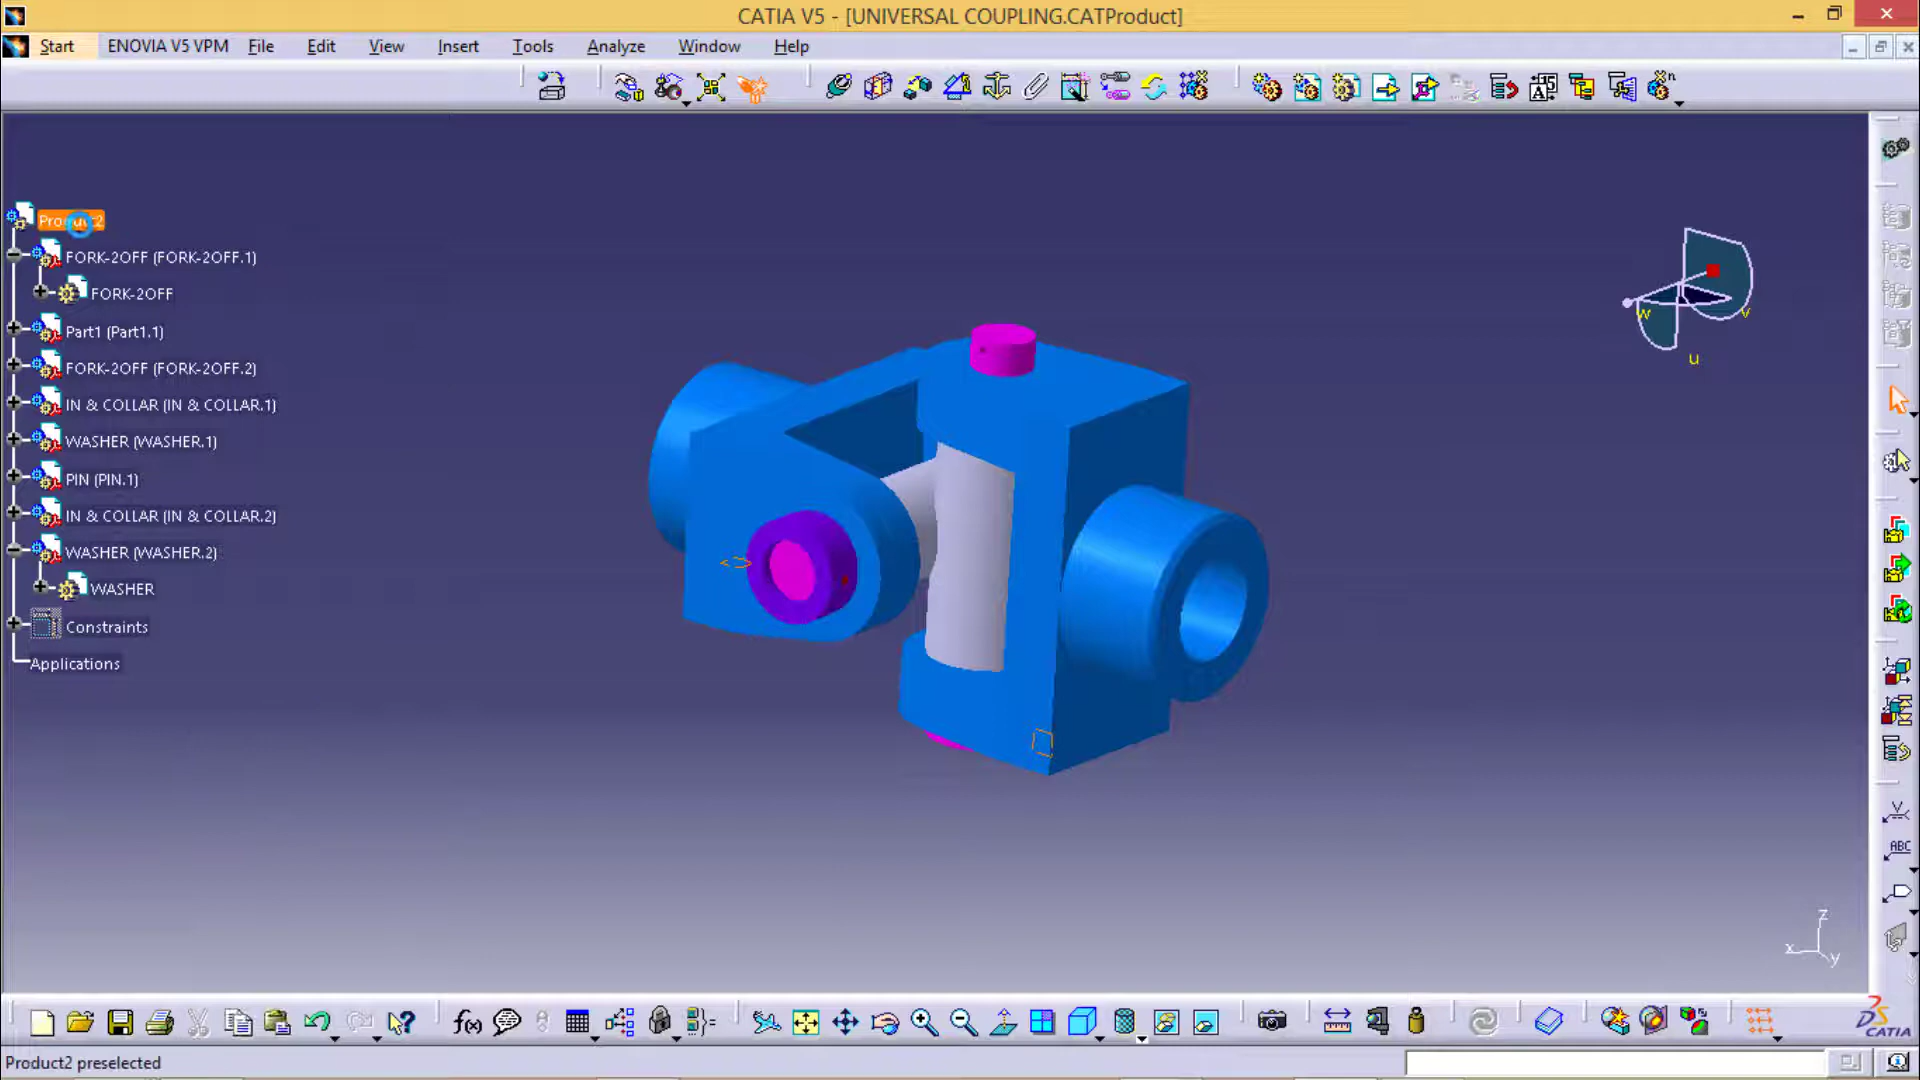 CATIA V5 - [UNIVERSAL COUPLING.CATProduct]
Start ENOVIA V5 VPM File Edit View Insert Tools Analyze Window Help
Product2
FORK-2OFF (FORK-2OFF.1)
FORK-2OFF
Part1 (Part1.1)
FORK-2OFF (FORK-2OFF.2)
IN & COLLAR (IN & COLLAR.1)
WASHER (WASHER.1)
PIN (PIN.1)
IN & COLLAR (IN & COLLAR.2)
WASHER (WASHER.2)
WASHER
Constraints
Applications
w
v
u
ABC
z
x
y
f(x)
CATIA
Product2 preselected